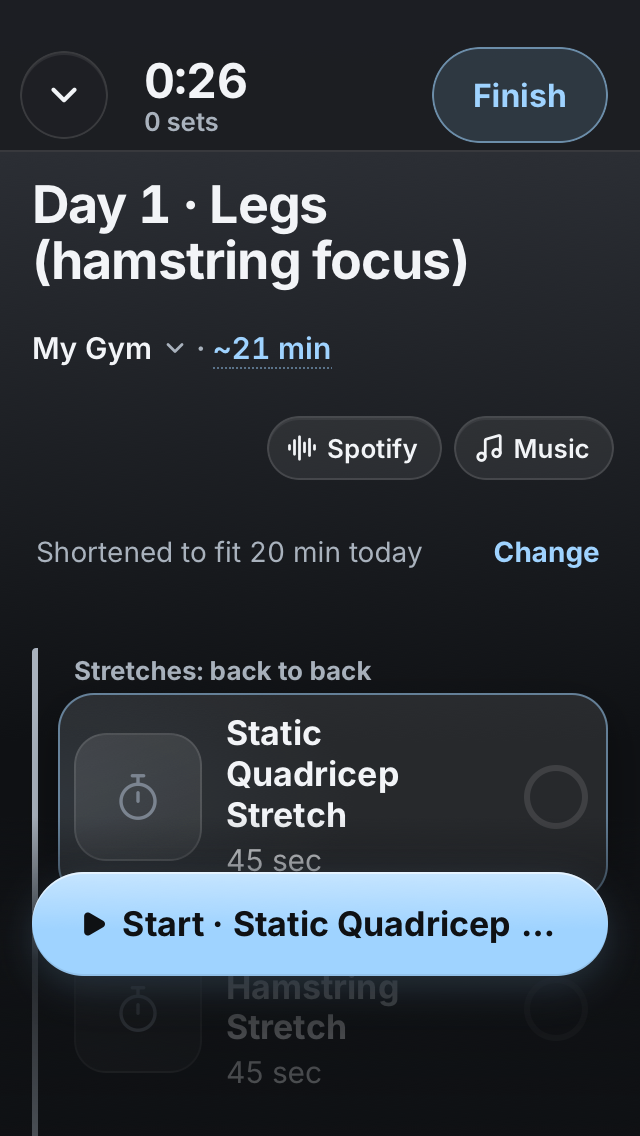 0:26
0 sets
Finish
Day 1 · Legs
(hamstring focus)
My Gym · ~21 min
Spotify
Music
Shortened to fit 20 min today
Change
Stretches: back to back
Static
Quadricep
Stretch
45 sec
Start · Static Quadricep ...
Hamstring
Stretch
45 sec